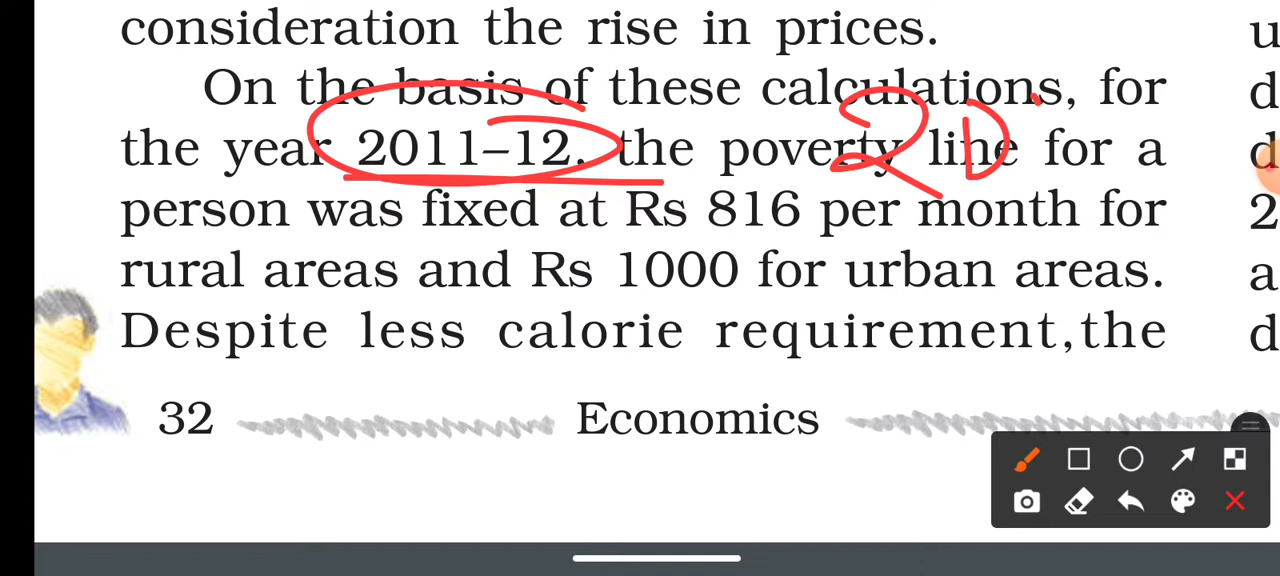 consideration the rise in prices.
On the basis of these calculations, for
the year 2011–12, the poverty line for a
person was fixed at Rs 816 per month for
rural areas and Rs 1000 for urban areas.
Despite less calorie requirement,the
32 Economics
u
d
d
2
a
d
2D